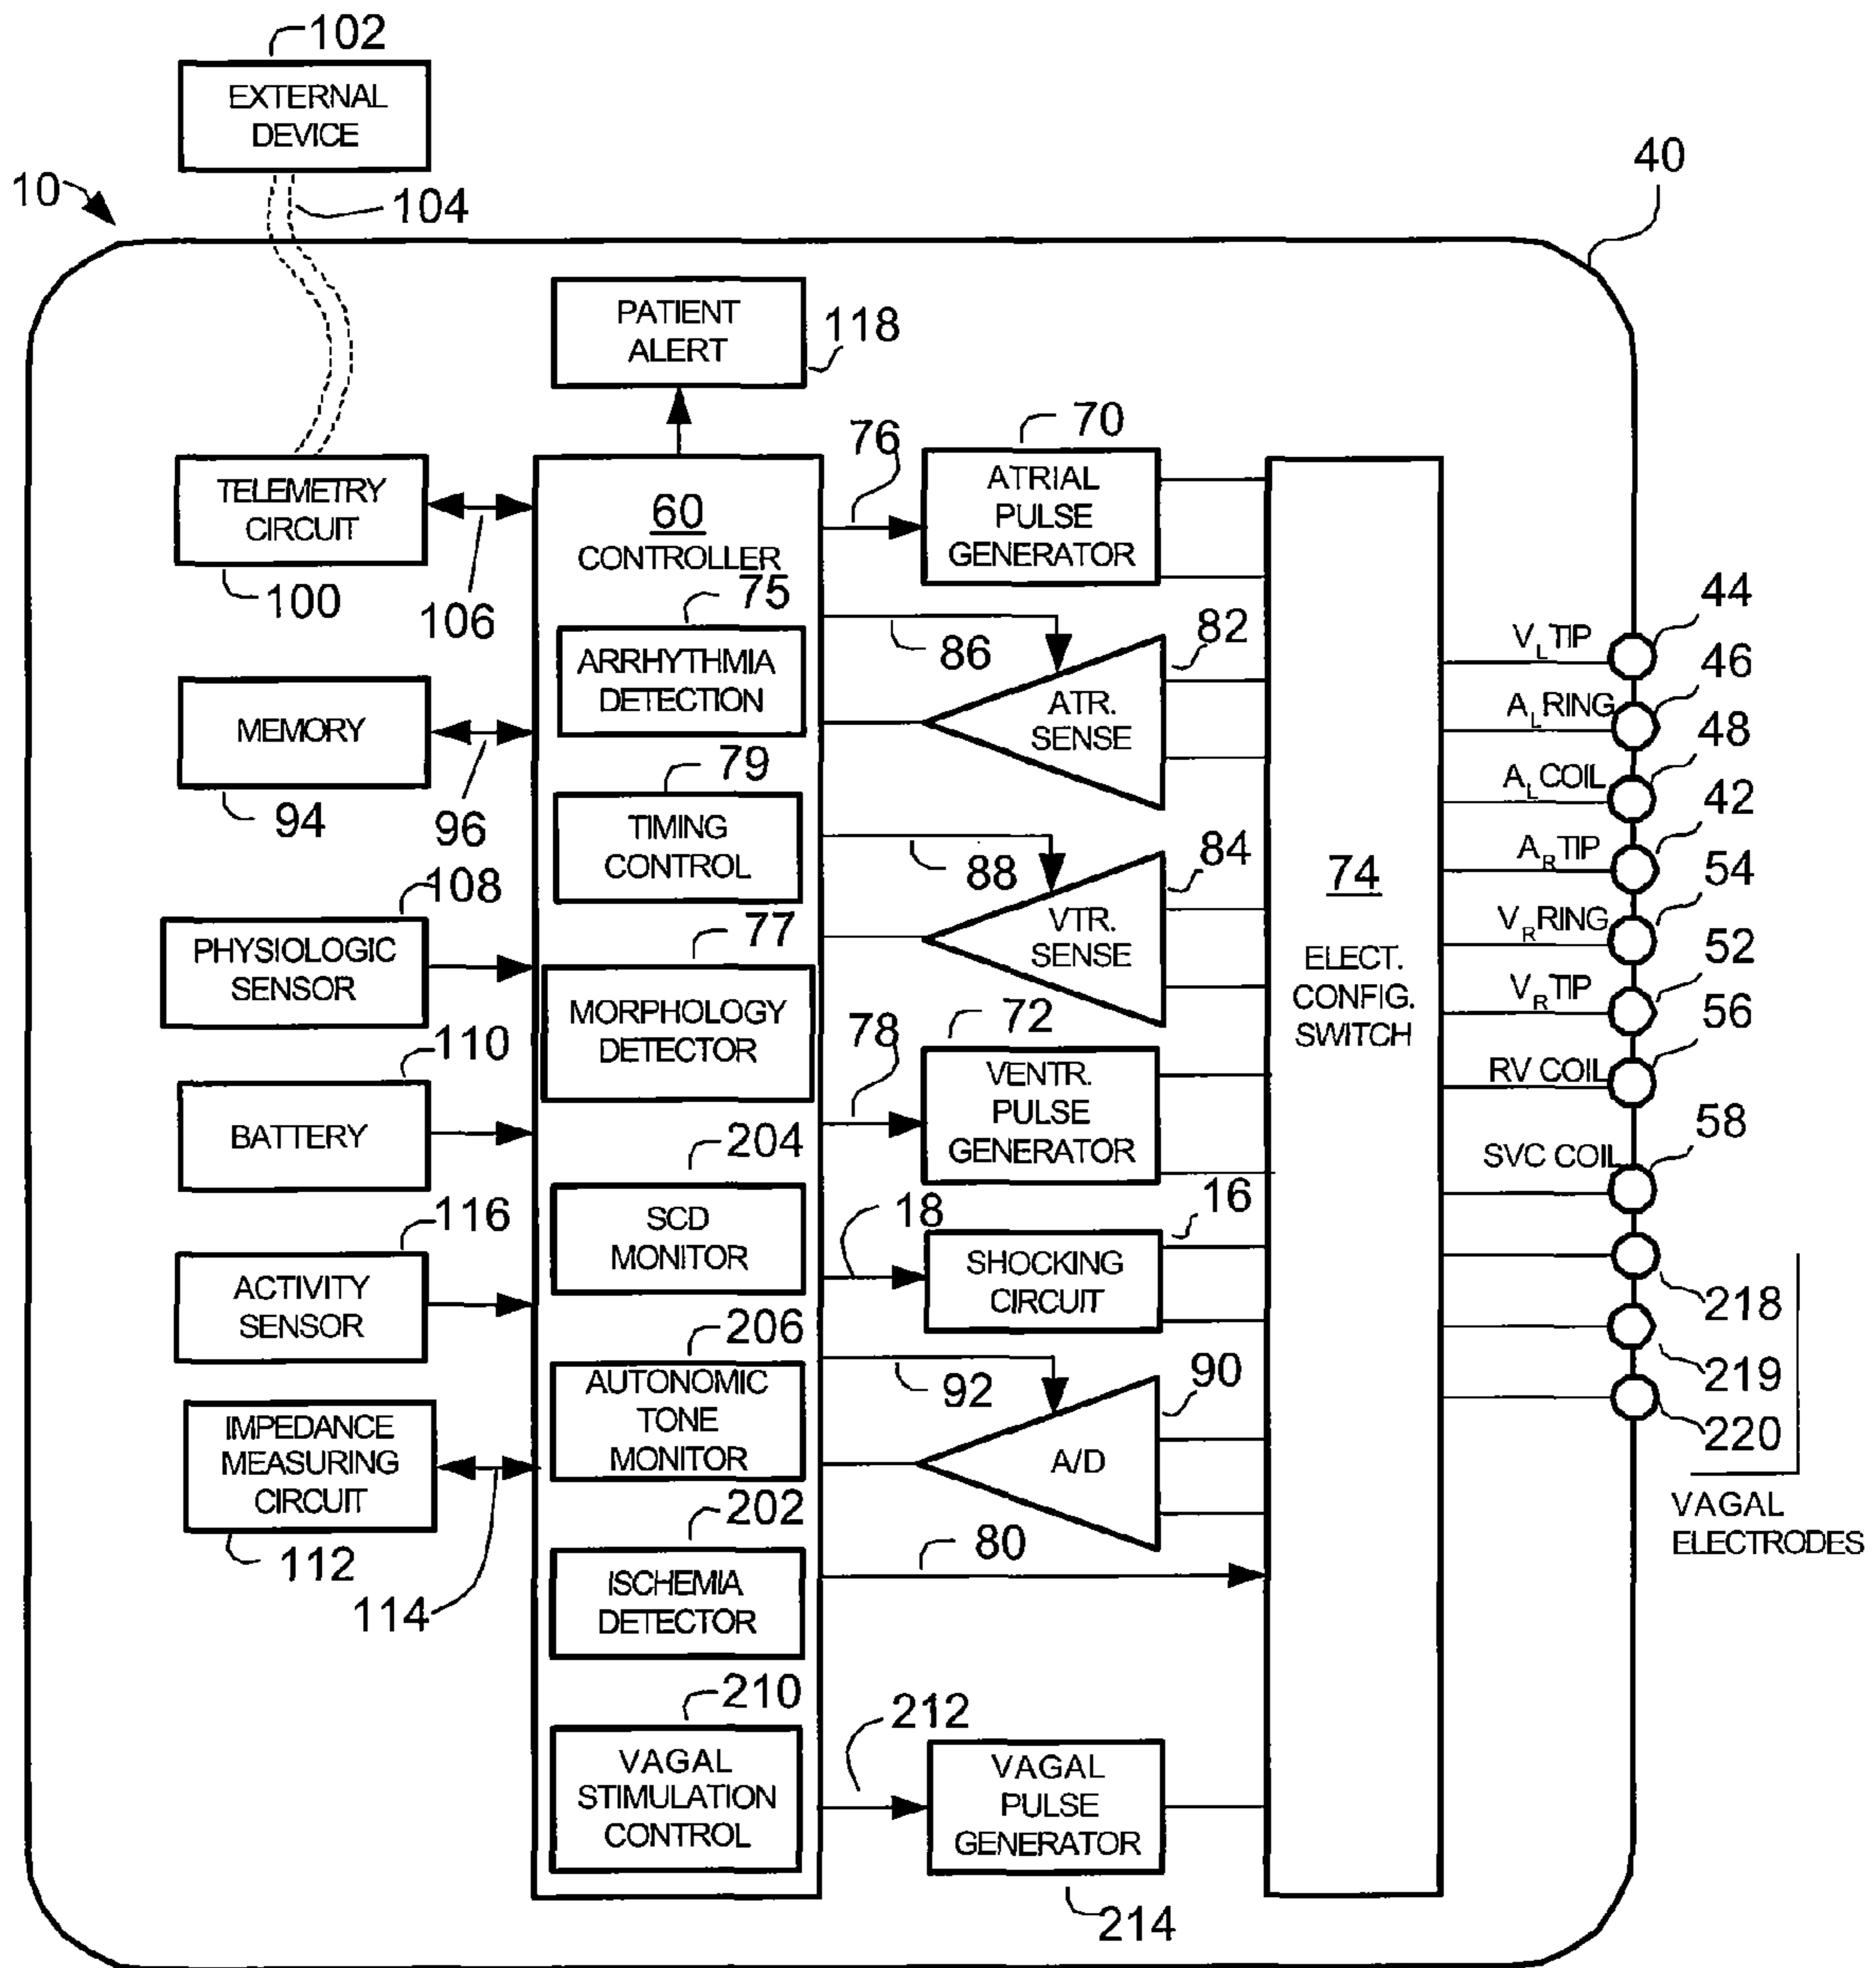 102
EXTERNAL
DEVICE
10
104
40
PATIENT
ALERT
118
TELEMETRY
CIRCUIT
100
106
60
CONTROLLER
76
70
ATRIAL
PULSE
GENERATOR
75
ARRHYTHMIA
DETECTION
86
82
ATR.
SENSE
MEMORY
94
96
79
TIMING
CONTROL
88
84
VTR.
SENSE
74
ELECT.
CONFIG.
SWITCH
108
PHYSIOLOGIC
SENSOR
77
MORPHOLOGY
DETECTOR
78
72
VENTR.
PULSE
GENERATOR
110
BATTERY
204
SCD
MONITOR
18
16
SHOCKING
CIRCUIT
116
ACTIVITY
SENSOR
206
AUTONOMIC
TONE
MONITOR
92
90
A/D
IMPEDANCE
MEASURING
CIRCUIT
112
114
202
ISCHEMIA
DETECTOR
80
210
VAGAL
STIMULATION
CONTROL
212
VAGAL
PULSE
GENERATOR
214
VL TIP
44
AL RING
46
AL COIL
48
AR TIP
42
VR RING
54
VR TIP
52
RV COIL
56
SVC COIL
58
218
219
220
VAGAL
ELECTRODES